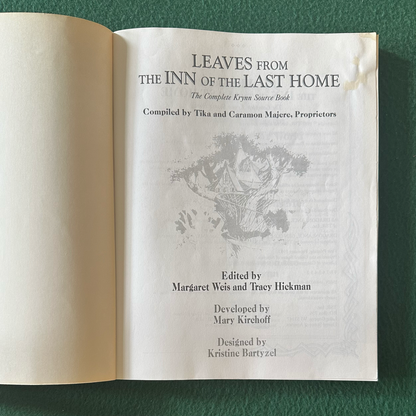 LEAVES FROM
THE INN OF THE LAST HOME
The Complete Krynn Source Book
Compiled by Tika and Caramon Majere, Proprietors
Edited by
Margaret Weis and Tracy Hickman
Developed by
Mary Kirchoff
Designed by
Kristine Bartyzel